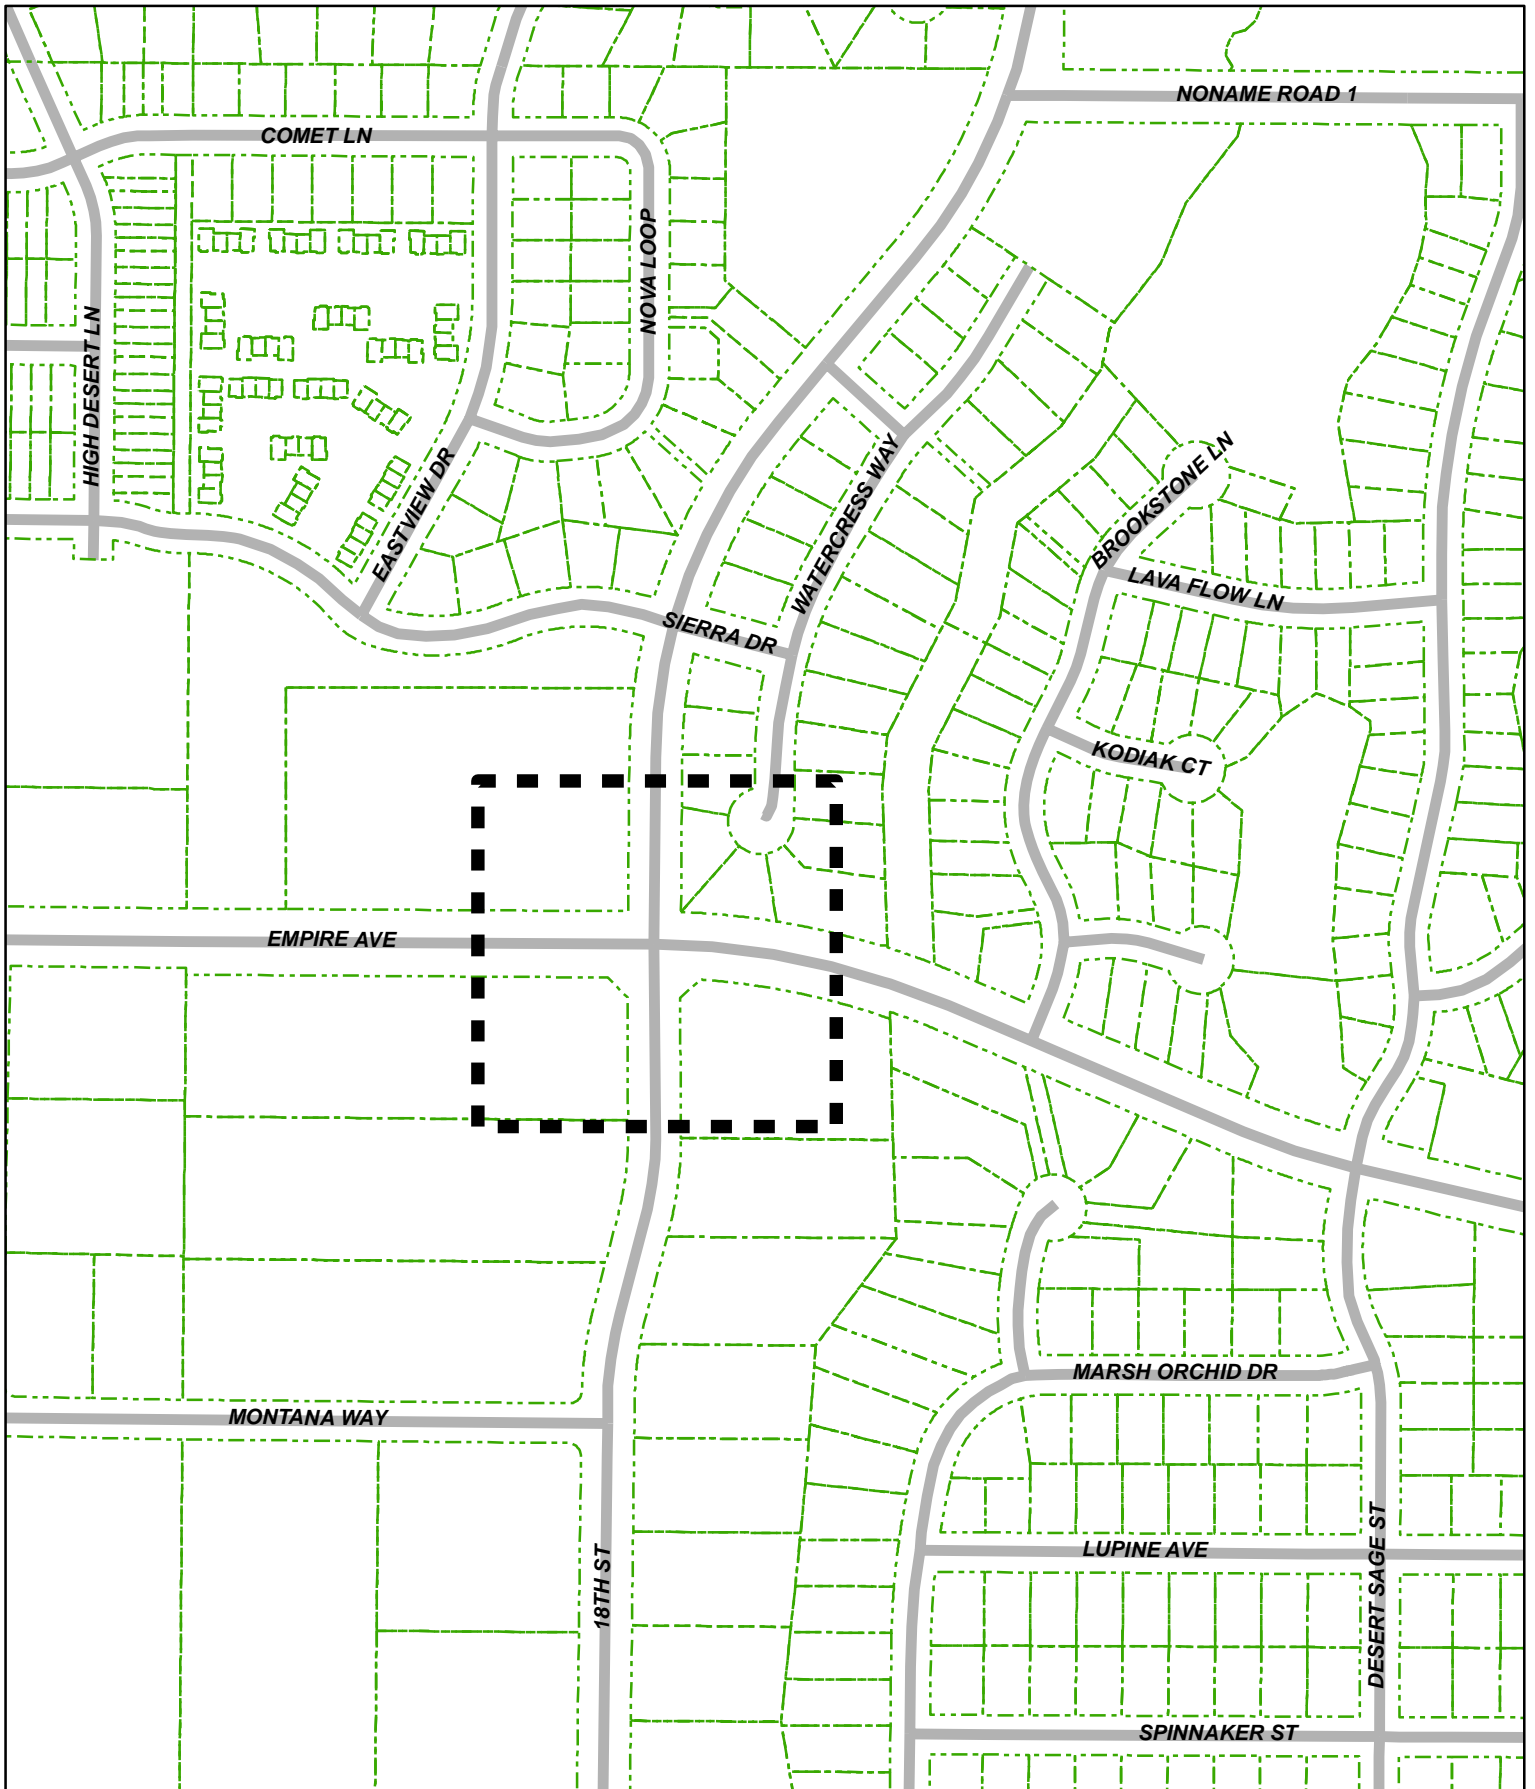 NONAME ROAD 1
COMET LN
NOVA LOOP
HIGH DESERT LN
EASTVIEW DR
WATERCRESS WAY
BROOKSTONE LN
LAVA FLOW LN
SIERRA DR
KODIAK CT
EMPIRE AVE
MARSH ORCHID DR
MONTANA WAY
18TH ST
LUPINE AVE
DESERT SAGE ST
SPINNAKER ST